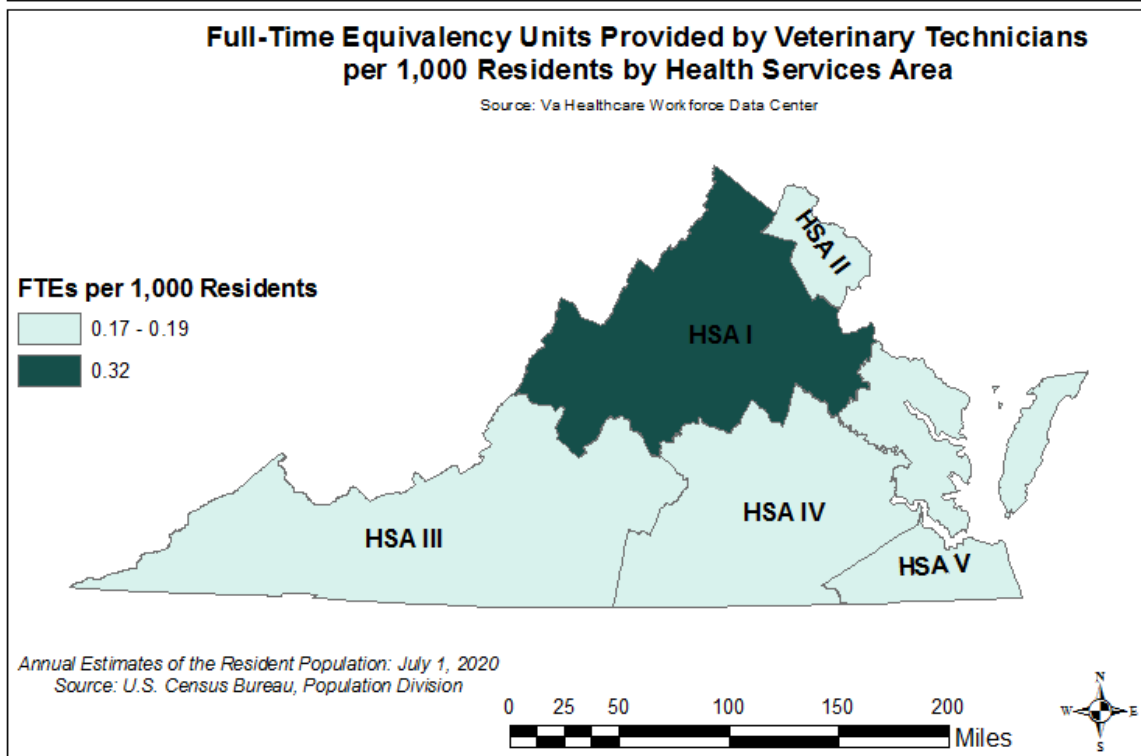 Full-Time Equivalency Units Provided by Veterinary Technicians
per 1,000 Residents by Health Services Area
Source: Va Healthcare Workforce Data Center
HSA II
FTEs per 1,000 Residents
0.17 - 0.19
HSA I
0.32
HSA IV
HSA III
HSA V
Annual Estimates of the Resident Population: July 1, 2020
Source: U.S. Census Bureau, Population Division
N
0 25 50 100 150 200
W E
Miles
S